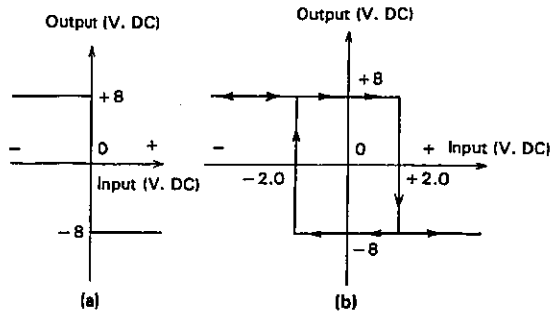 Output (V. DC)
+8
−
0
+
Input (V. DC)
−8
(a)
Output (V. DC)
+8
−
0
+
Input (V. DC)
−2.0
+2.0
−8
(b)